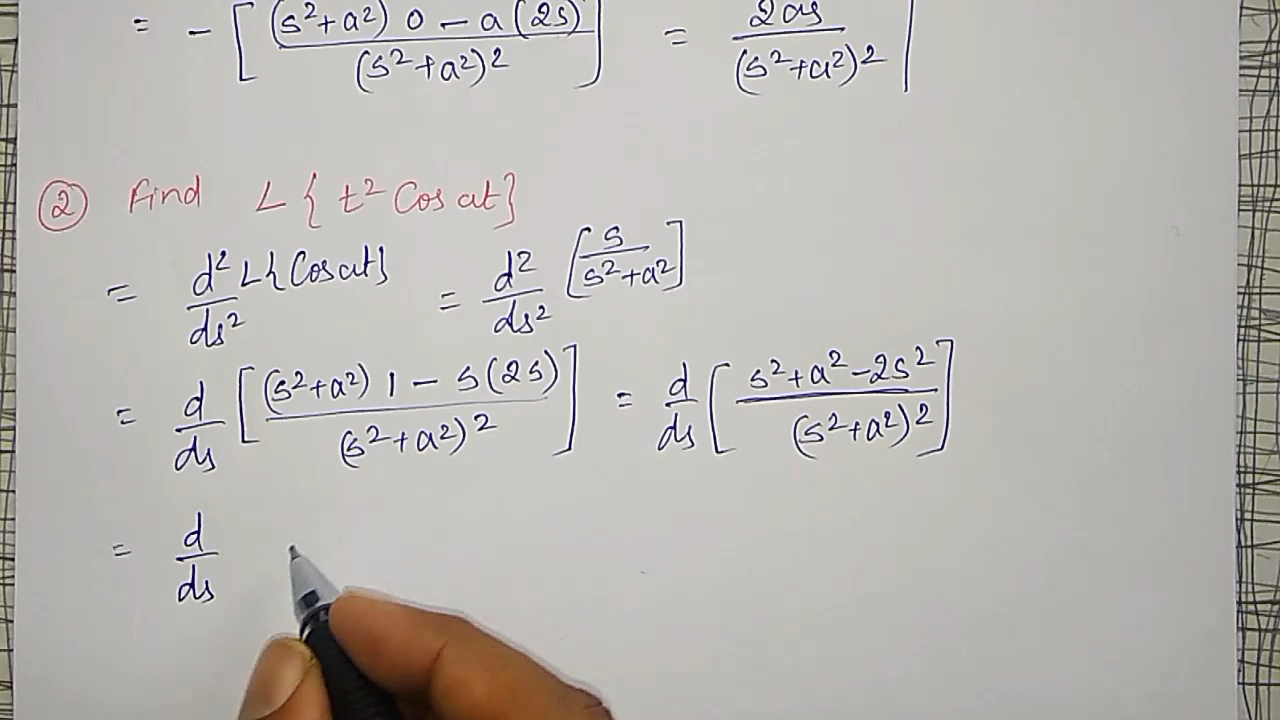 = - [ (s²+a²) 0 - a(2s) / (s²+a²)² ] = 2as / (s²+a²)²
② Find L{ t² Cos at}
= d²/ds² L{ Cos at} = d²/ds² [ s / s²+a² ]
= d/ds [ (s²+a²) 1 - s(2s) / (s²+a²)² ] = d/ds [ s²+a²-2s² / (s²+a²)² ]
= d/ds